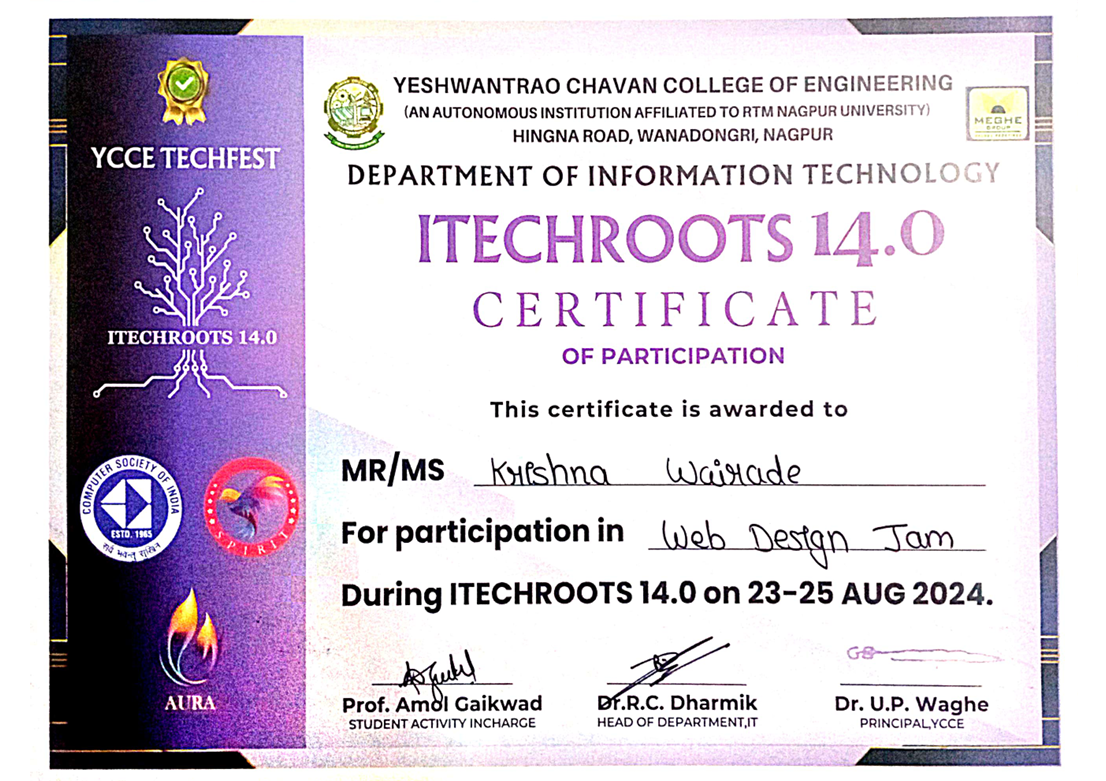 YCCE TECHFEST
ITECHROOTS 14.0
COMPUTER SOCIETY OF INDIA
ESTD. 1965
SPIRIT
AURA
YESHWANTRAO CHAVAN COLLEGE OF ENGINEERING
(AN AUTONOMOUS INSTITUTION AFFILIATED TO RTM NAGPUR UNIVERSITY)
HINGNA ROAD, WANADONGRI, NAGPUR
MEGHE
GROUP
DEPARTMENT OF INFORMATION TECHNOLOGY
ITECHROOTS 14.0
CERTIFICATE
OF PARTICIPATION
This certificate is awarded to
MR/MS Krishna Wairade
For participation in Web Design Jam
During ITECHROOTS 14.0 on 23-25 AUG 2024.
Prof. Amol Gaikwad Dr.R.C. Dharmik Dr. U.P. Waghe
STUDENT ACTIVITY INCHARGE HEAD OF DEPARTMENT,IT PRINCIPAL,YCCE